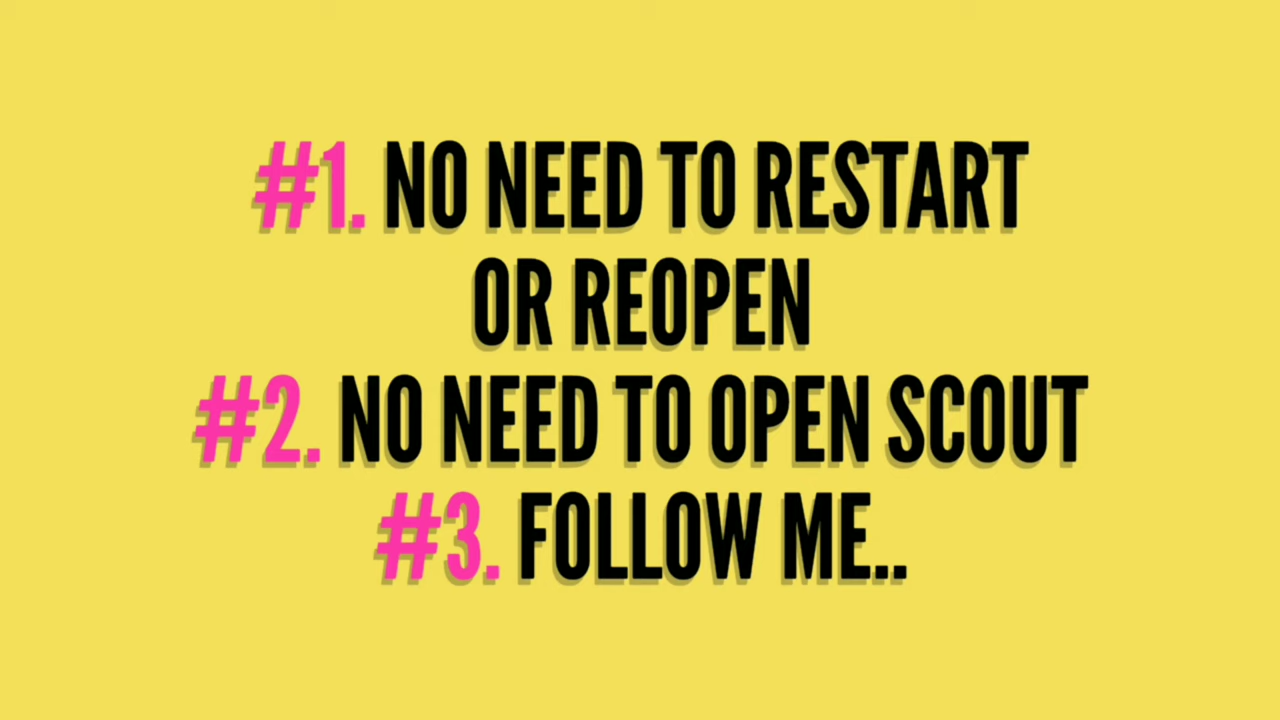 #1. NO NEED TO RESTART
OR REOPEN
#2. NO NEED TO OPEN SCOUT
#3. FOLLOW ME..